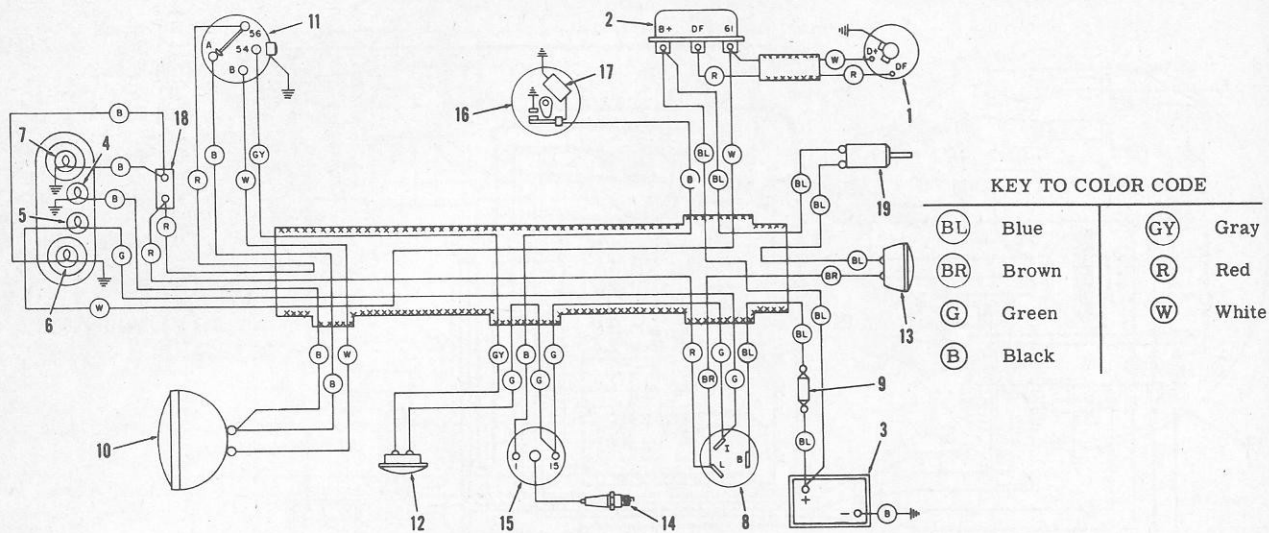 11
56
A
54
B
2
B+ DF 61
W
R
D+
DF
1
17
16
B
7
4
18
B
B
5
G
R
R
6
W
R
B
W
GY
B
BL
BL
W
BL
BL
19
BL
BR
13
KEY TO COLOR CODE
BL Blue
GY Gray
BR Brown
R Red
G Green
W White
B Black
B
B
W
10
GY
G
B
G
G
12
1
15
15
14
R
BR
G
G
BL
I
L
B
8
BL
BL
BL
9
3
+
-
B